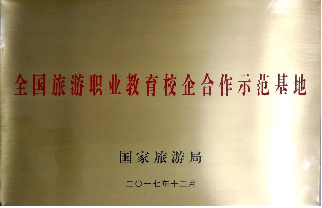 全国旅游职业教育校企合作示范基地
国家旅游局
二〇一七年十二月